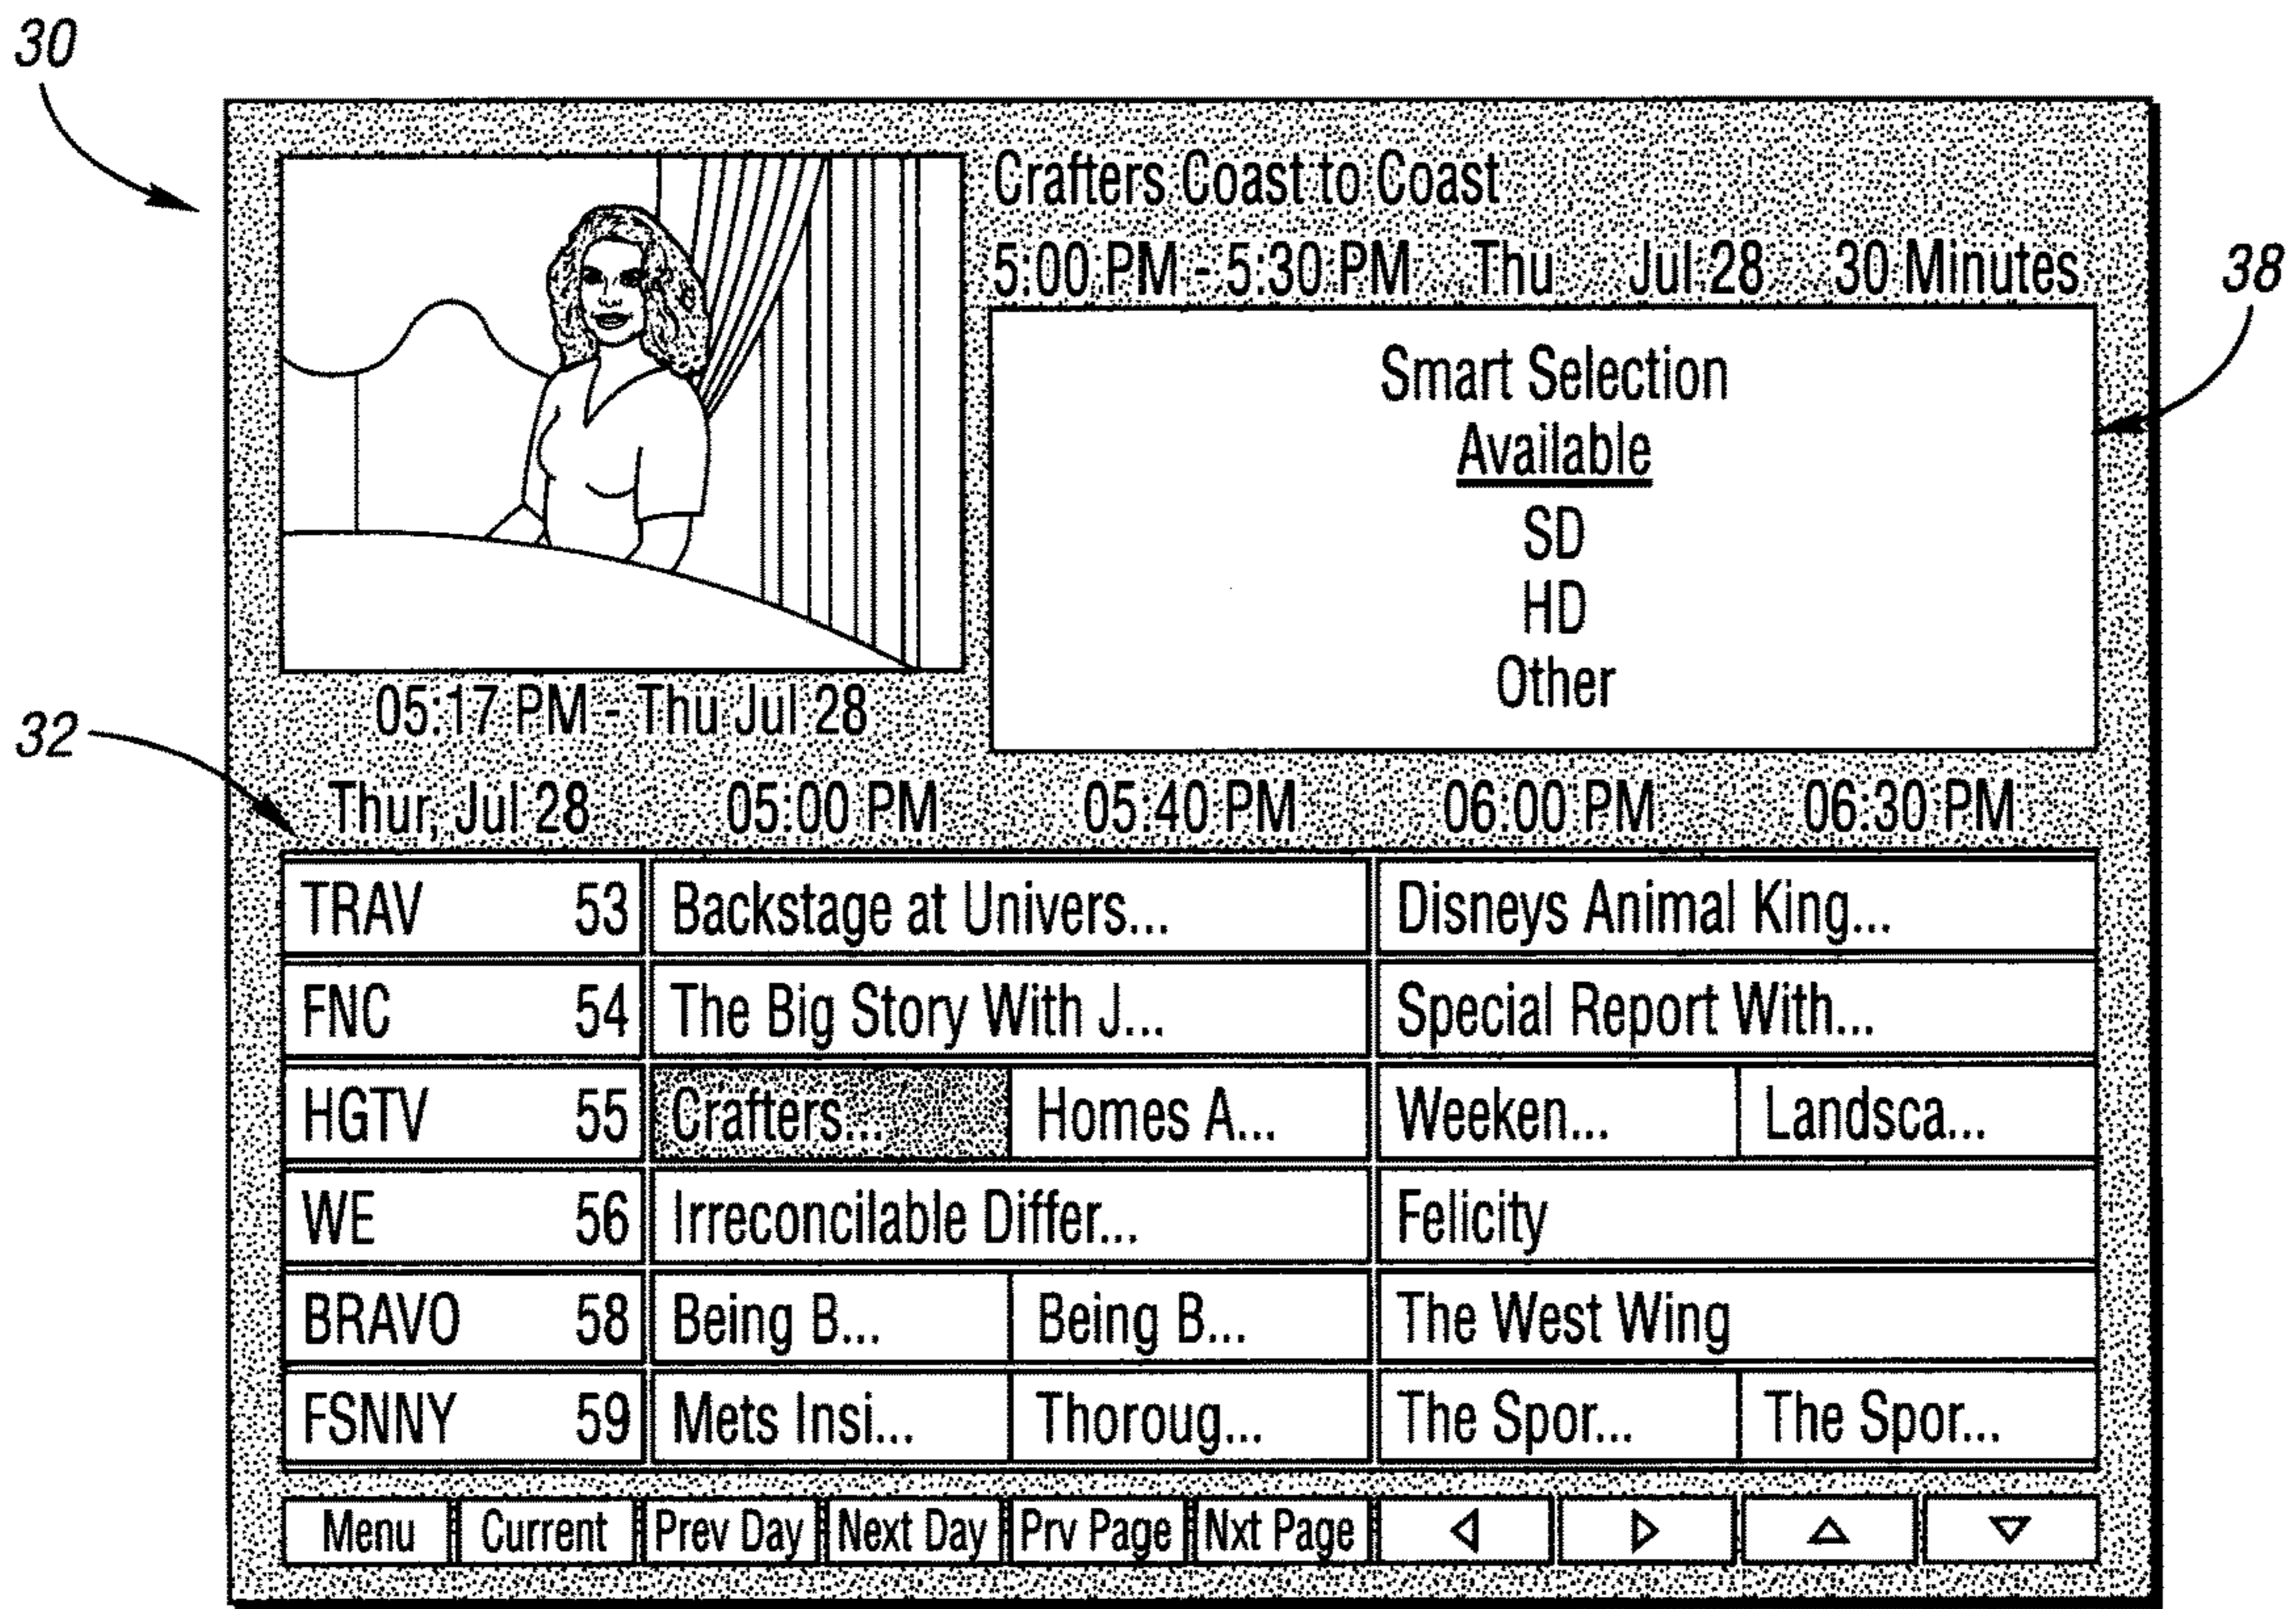 30
Crafters Coast to Coast
5:00 PM - 5:30 PM Thu Jul 28 30 Minutes
38
Smart Selection
Available
SD
HD
Other
05:17 PM - Thu Jul 28
32
Thur, Jul 28 05:00 PM 05:40 PM 06:00 PM 06:30 PM
TRAV 53 Backstage at Univers... Disneys Animal King...
FNC 54 The Big Story With J... Special Report With...
HGTV 55 Crafters... Homes A... Weeken... Landsca...
WE 56 Irreconcilable Differ... Felicity
BRAVO 58 Being B... Being B... The West Wing
FSNNY 59 Mets Insi... Thoroug... The Spor... The Spor...
Menu Current Prev Day Next Day Prv Page Nxt Page